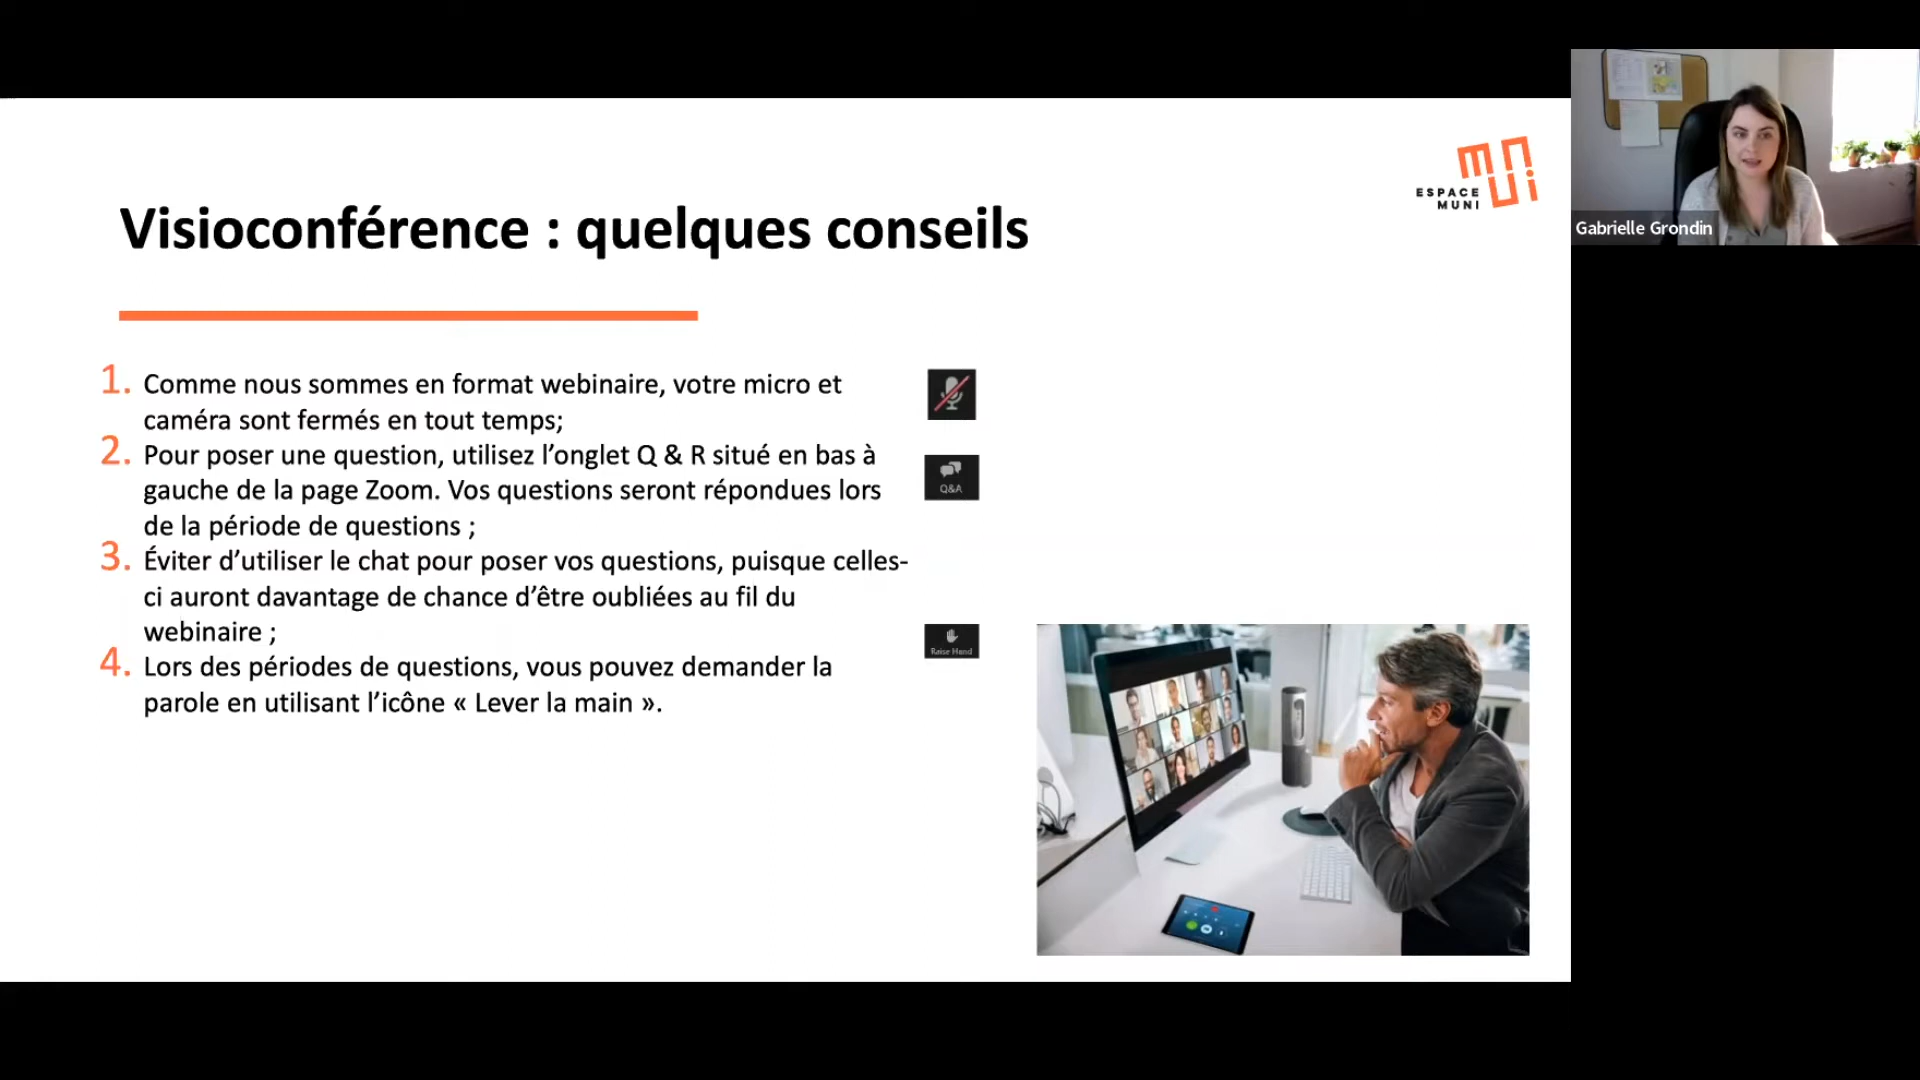 ESPACE
MUNI
muni
Gabrielle Grondin
Visioconférence : quelques conseils
1. Comme nous sommes en format webinaire, votre micro et
caméra sont fermés en tout temps;
2. Pour poser une question, utilisez l’onglet Q & R situé en bas à
gauche de la page Zoom. Vos questions seront répondues lors
de la période de questions ;
Q&A
3. Éviter d’utiliser le chat pour poser vos questions, puisque celles-
ci auront davantage de chance d’être oubliées au fil du
webinaire ;
Raise Hand
4. Lors des périodes de questions, vous pouvez demander la
parole en utilisant l’icône « Lever la main ».